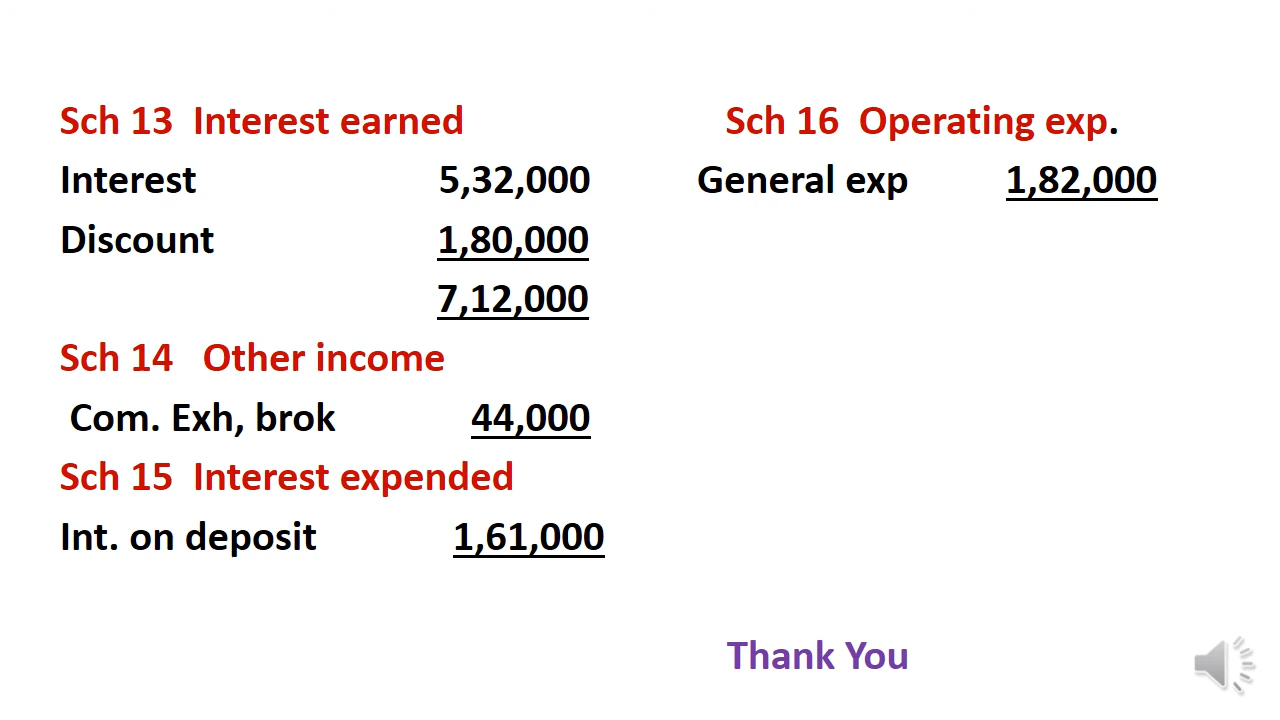 Sch 13 Interest earned
Interest 5,32,000
Discount 1,80,000
7,12,000
Sch 14 Other income
Com. Exh, brok 44,000
Sch 15 Interest expended
Int. on deposit 1,61,000
Sch 16 Operating exp.
General exp 1,82,000
Thank You